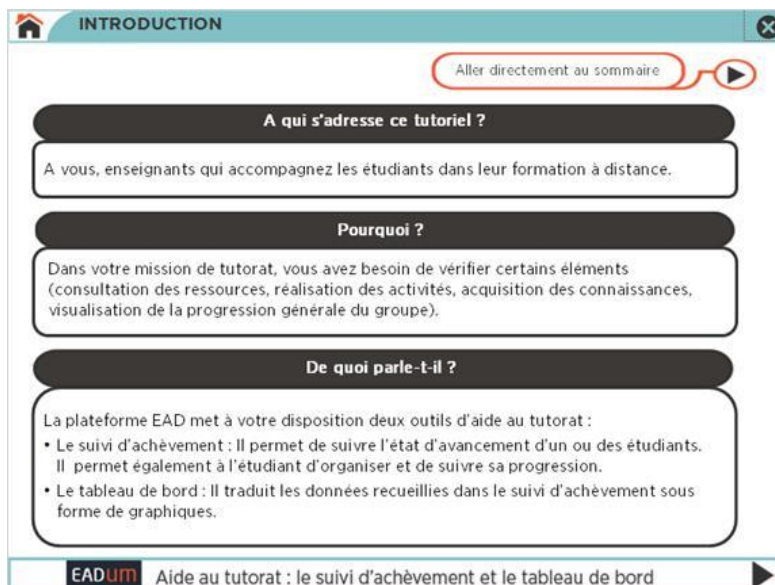 INTRODUCTION
Aller directement au sommaire
A qui s'adresse ce tutoriel ?
A vous, enseignants qui accompagnez les étudiants dans leur formation à distance.
Pourquoi ?
Dans votre mission de tutorat, vous avez besoin de vérifier certains éléments
(consultation des ressources, réalisation des activités, acquisition des connaissances,
visualisation de la progression générale du groupe).
De quoi parle-t-il ?
La plateforme EAD met à votre disposition deux outils d'aide au tutorat :
• Le suivi d'achèvement : Il permet de suivre l'état d'avancement d'un ou des étudiants.
Il permet également à l'étudiant d'organiser et de suivre sa progression.
• Le tableau de bord : Il traduit les données recueillies dans le suivi d'achèvement sous
forme de graphiques.
EADum Aide au tutorat : le suivi d'achèvement et le tableau de bord